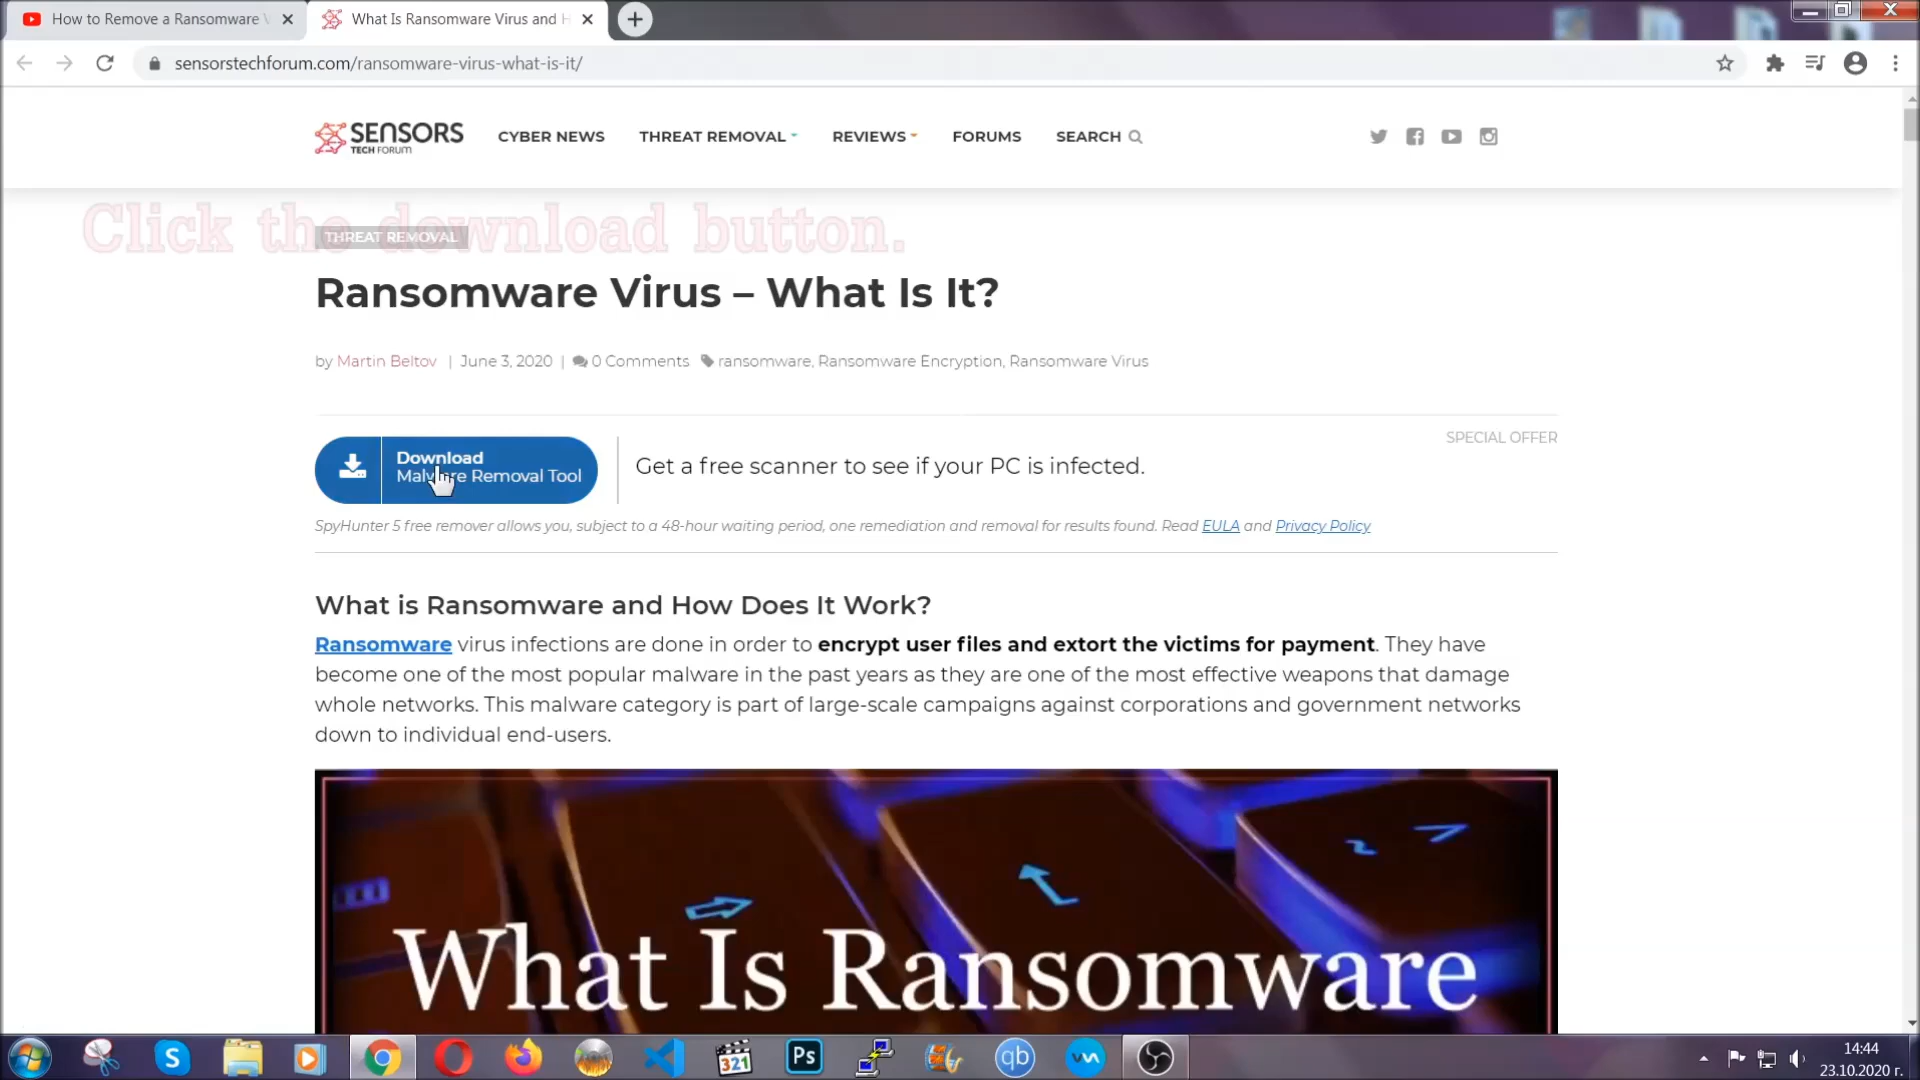 How to Remove a Ransomware V
What Is Ransomware Virus and H
sensorstechforum.com/ransomware-virus-what-is-it/
SENSORS
TECH FORUM
CYBER NEWS
THREAT REMOVAL
REVIEWS
FORUMS
SEARCH
Click the download button.
THREAT REMOVAL
Ransomware Virus – What Is It?
by Martin Beltov | June 3, 2020 | 0 Comments ransomware, Ransomware Encryption, Ransomware Virus
SPECIAL OFFER
Download
Malware Removal Tool
Get a free scanner to see if your PC is infected.
SpyHunter 5 free remover allows you, subject to a 48-hour waiting period, one remediation and removal for results found. Read EULA and Privacy Policy
What is Ransomware and How Does It Work?
Ransomware virus infections are done in order to encrypt user files and extort the victims for payment. They have
become one of the most popular malware in the past years as they are one of the most effective weapons that damage
whole networks. This malware category is part of large-scale campaigns against corporations and government networks
down to individual end-users.
What Is Ransomware
S
321
Ps
qb
14:44
23.10.2020 г.